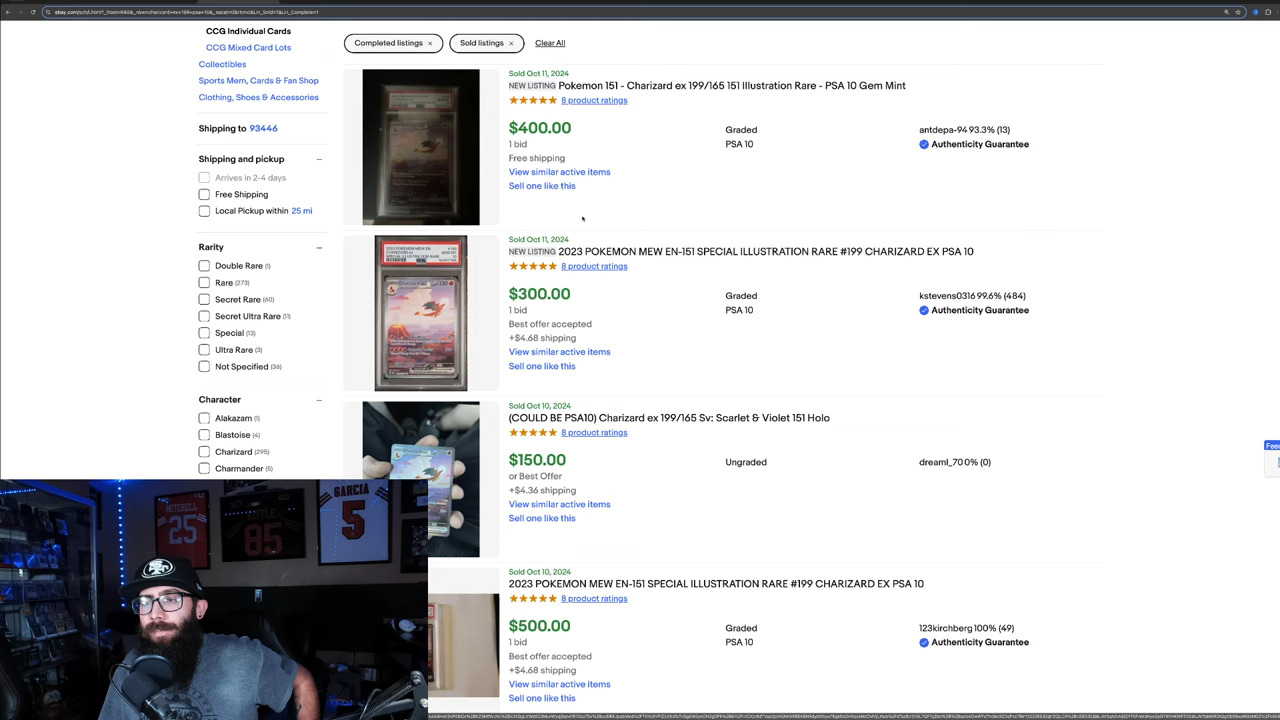 CCG Individual Cards
CCG Mixed Card Lots
Collectibles
Sports Mem, Cards & Fan Shop
Clothing, Shoes & Accessories
Shipping to 93446
Shipping and pickup
Arrives in 2-4 days
Free Shipping
Local Pickup within 25 mi
Rarity
Double Rare (1)
Rare (273)
Secret Rare (60)
Secret Ultra Rare (11)
Special (13)
Ultra Rare (3)
Not Specified (36)
Character
Alakazam (1)
Blastoise (4)
Charizard (295)
Charmander (5)
Completed listings ×
Sold listings ×
Clear All
Sold Oct 11, 2024
NEW LISTING Pokemon 151 - Charizard ex 199/165 151 Illustration Rare - PSA 10 Gem Mint
8 product ratings
$400.00
1 bid
Free shipping
View similar active items
Sell one like this
Graded
PSA 10
antdepa-94 93.3% (13)
Authenticity Guarantee
Sold Oct 11, 2024
NEW LISTING 2023 POKEMON MEW EN-151 SPECIAL ILLUSTRATION RARE #199 CHARIZARD EX PSA 10
8 product ratings
$300.00
1 bid
Best offer accepted
+$4.68 shipping
View similar active items
Sell one like this
Graded
PSA 10
kstevens0316 99.6% (484)
Authenticity Guarantee
Sold Oct 10, 2024
(COULD BE PSA10) Charizard ex 199/165 Sv: Scarlet & Violet 151 Holo
8 product ratings
$150.00
or Best Offer
+$4.36 shipping
View similar active items
Sell one like this
Ungraded
dreaml_70 0% (0)
Sold Oct 10, 2024
2023 POKEMON MEW EN-151 SPECIAL ILLUSTRATION RARE #199 CHARIZARD EX PSA 10
8 product ratings
$500.00
1 bid
Best offer accepted
+$4.68 shipping
View similar active items
Sell one like this
Graded
PSA 10
123kirchberg 100% (49)
Authenticity Guarantee
MITCHELL
25
85
GARCIA
5